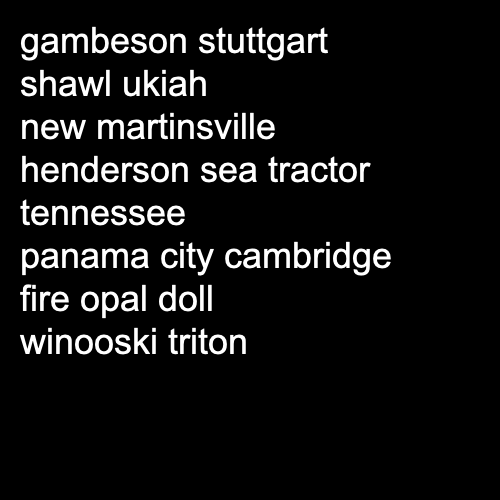 gambeson stuttgart
shawl ukiah
new martinsville
henderson sea tractor
tennessee
panama city cambridge
fire opal doll
winooski triton